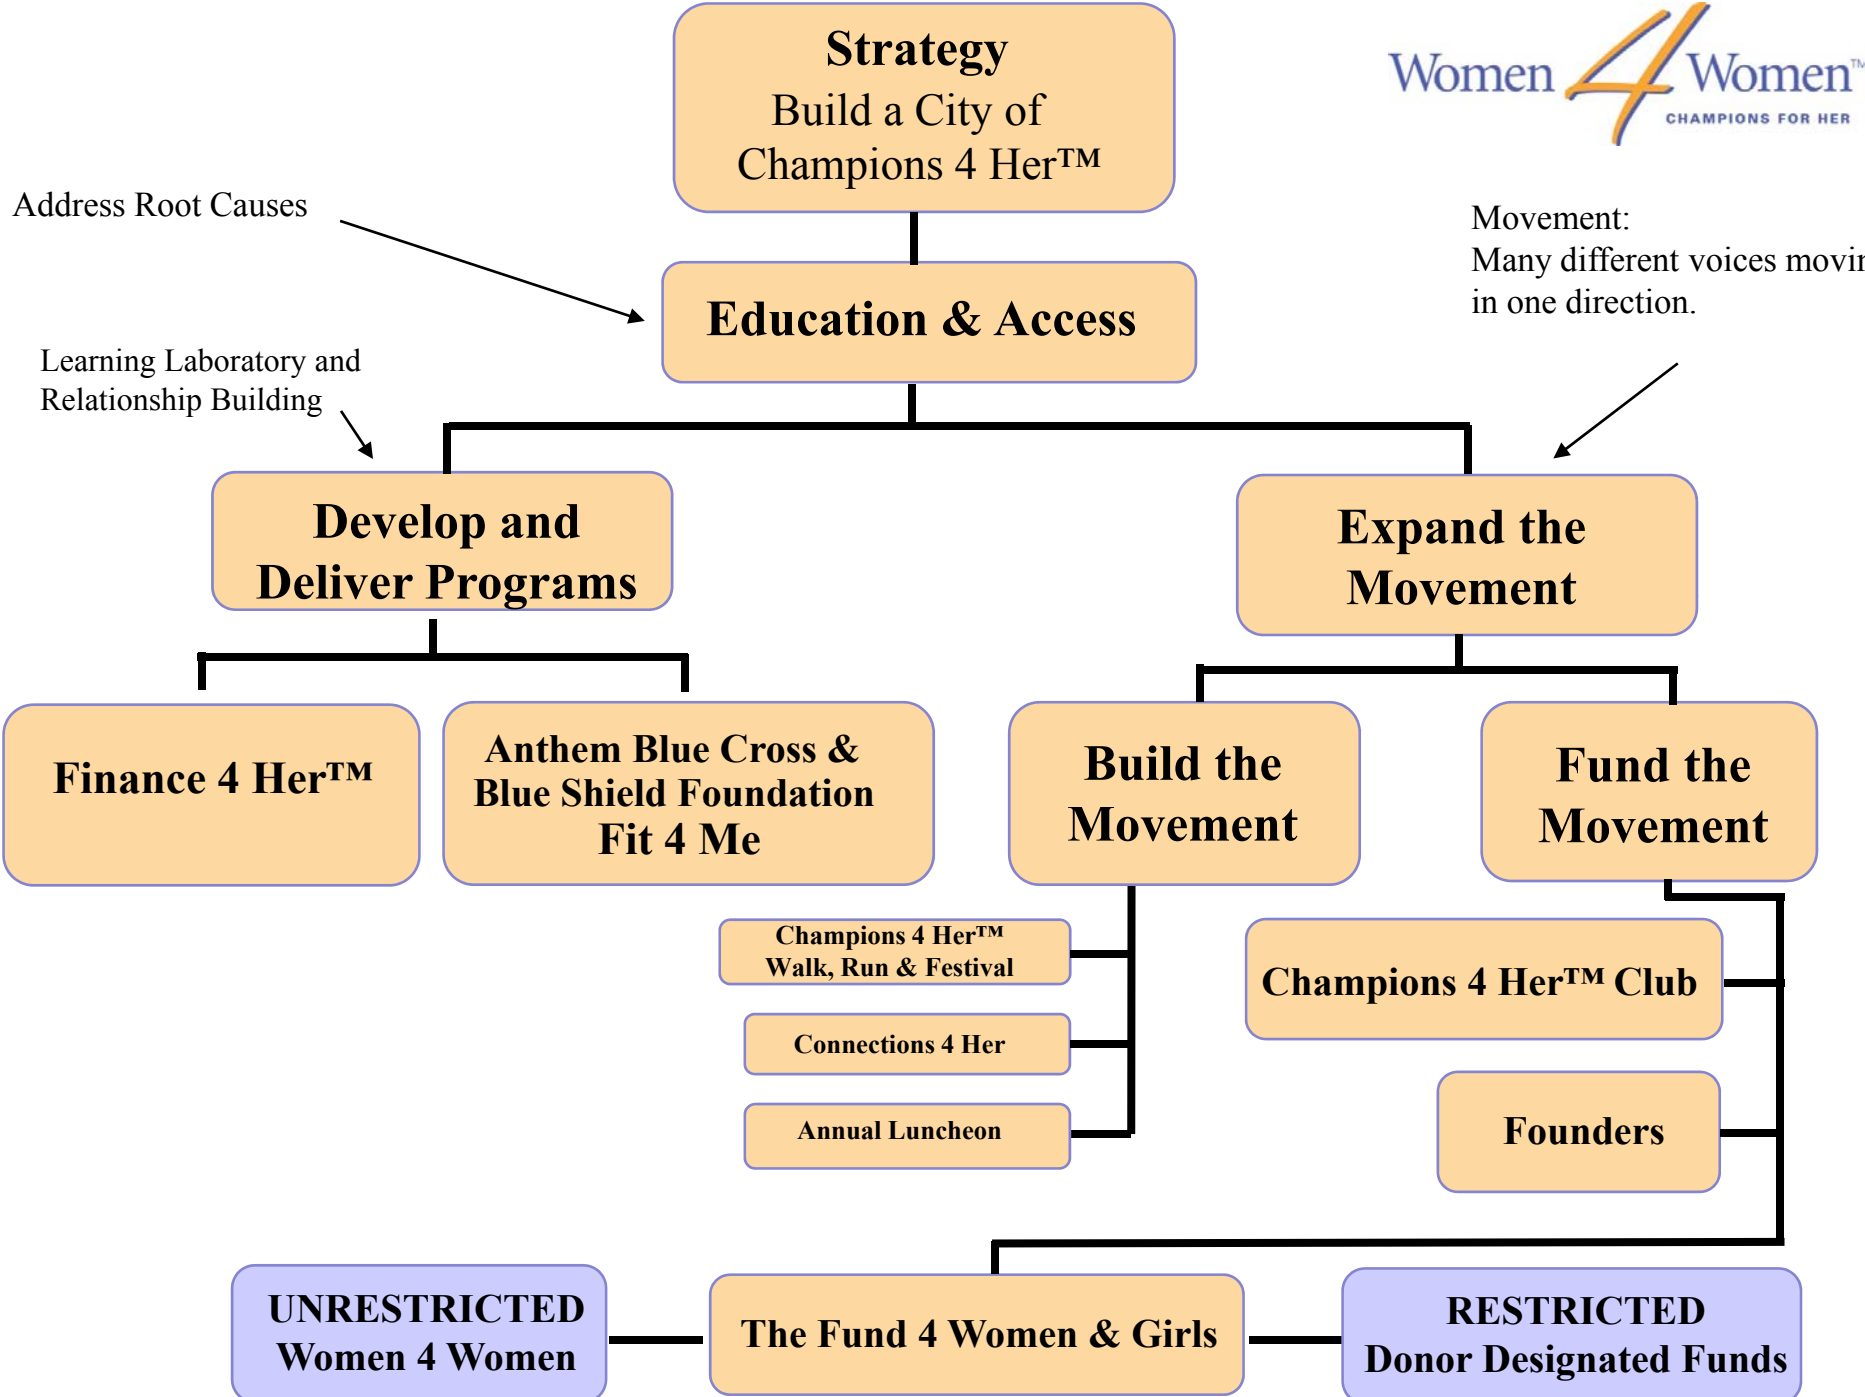 Strategy
Build a City of
Champions 4 Her™
Women 4 Women™
CHAMPIONS FOR HER
Address Root Causes
Movement:
Many different voices
in one direction.
Education & Access
Learning Laboratory and
Relationship Building
Develop and
Deliver Programs
Expand the
Movement
Finance 4 Her™
Anthem Blue Cross &
Blue Shield Foundation
Fit 4 Me
Build the
Movement
Fund the
Movement
Champions 4 Her™
Walk, Run & Festival
Champions 4 Her™ Club
Connections 4 Her
Annual Luncheon
Founders
UNRESTRICTED
Women 4 Women
The Fund 4 Women & Girls
RESTRICTED
Donor Designated Funds